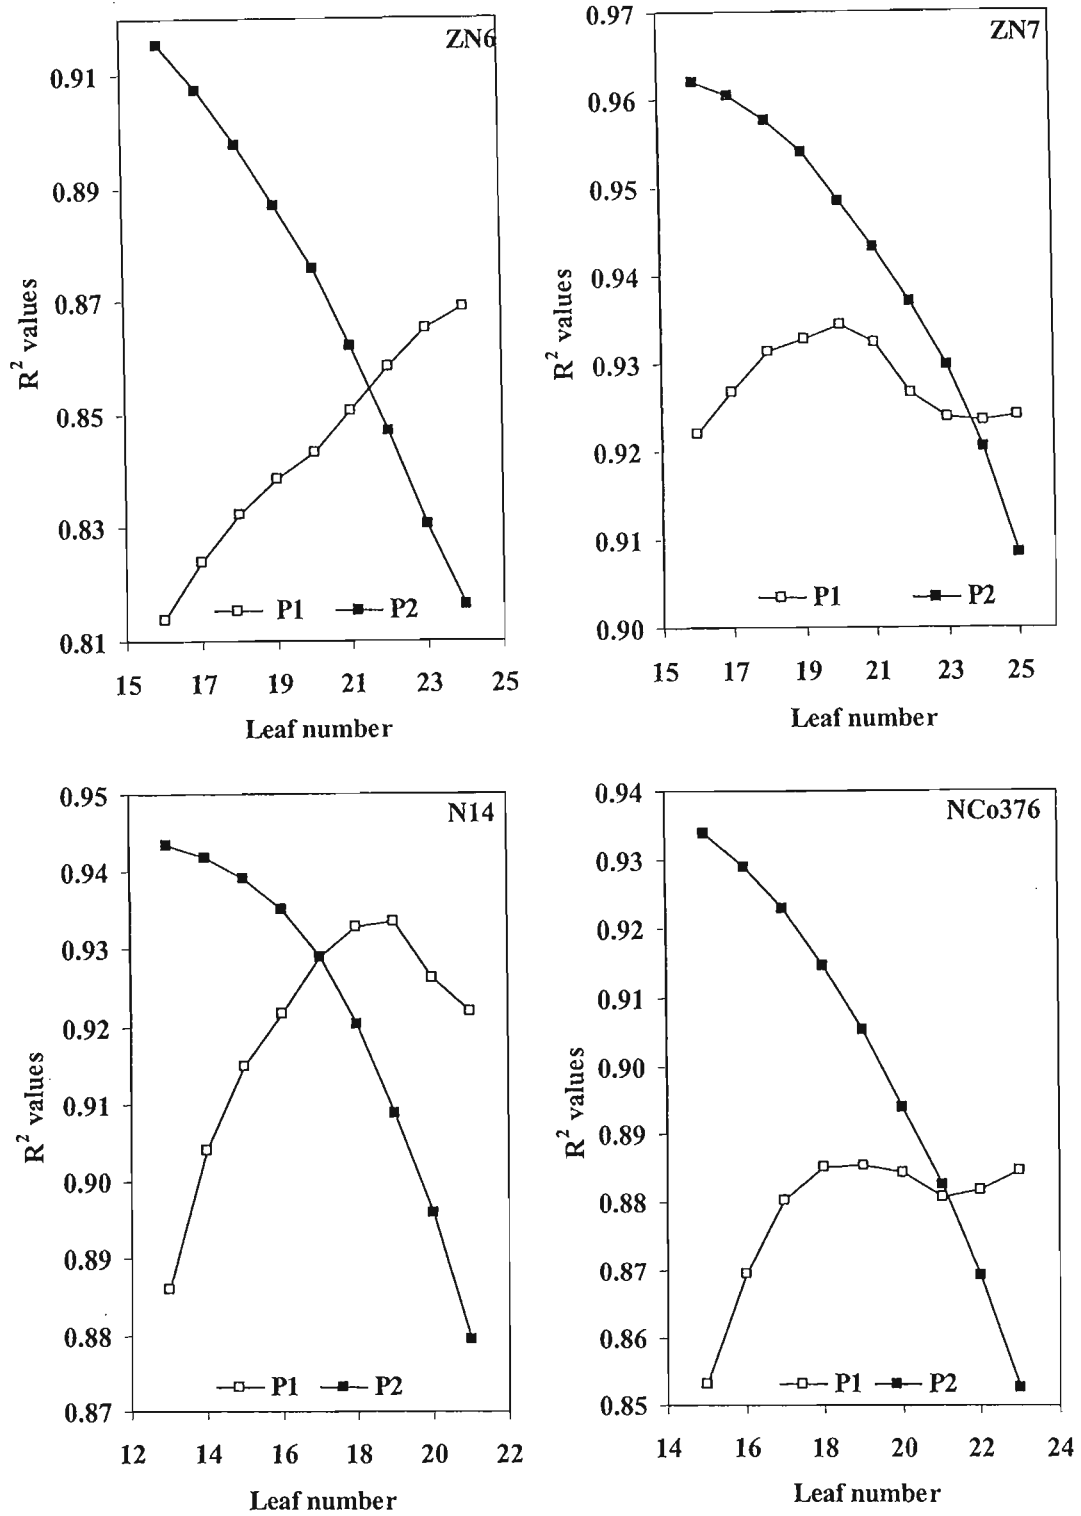 ZN6
0.91
0.89
0.87
0.85
0.83
0.81
R² values
P1 P2
15 17 19 21 23 25
Leaf number
ZN7
0.97
0.96
0.95
0.94
0.93
0.92
0.91
0.90
R² values
P1 P2
15 17 19 21 23 25
Leaf number
N14
0.95
0.94
0.93
0.92
0.91
0.90
0.89
0.88
0.87
R² values
P1 P2
12 14 16 18 20 22
Leaf number
NCo376
0.94
0.93
0.92
0.91
0.90
0.89
0.88
0.87
0.86
0.85
R² values
P1 P2
14 16 18 20 22 24
Leaf number